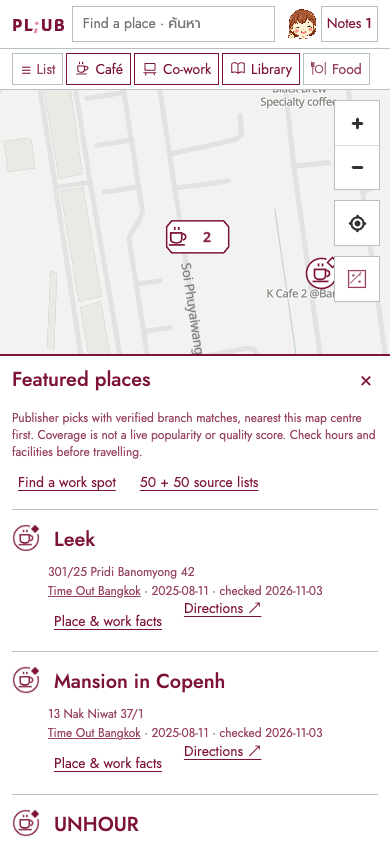 PL;UB
Find a place · ค้นหา
Notes 1
List
Café
Co-work
Library
Food
Specialty coffee
2
Soi Phuyaiwang
K Cafe 2 @Ban
Featured places
Publisher picks with verified branch matches, nearest this map centre
first. Coverage is not a live popularity or quality score. Check hours and
facilities before travelling.
Find a work spot
50 + 50 source lists
Leek
301/25 Pridi Banomyong 42
Time Out Bangkok · 2025-08-11 · checked 2026-11-03
Directions ↗
Place & work facts
Mansion in Copenh
13 Nak Niwat 37/1
Time Out Bangkok · 2025-08-11 · checked 2026-11-03
Directions ↗
Place & work facts
UNHOUR